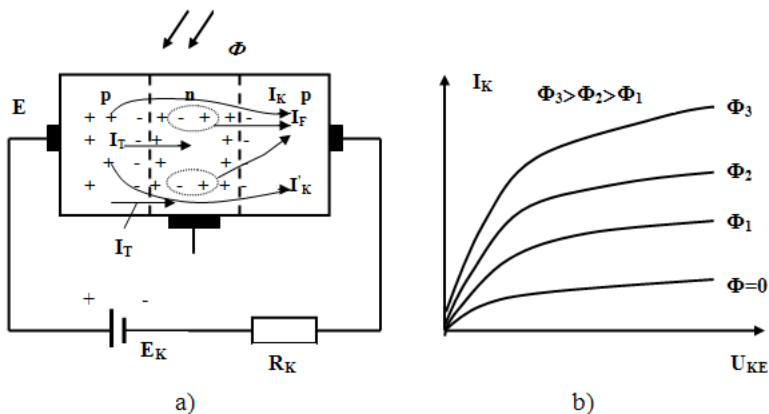 Φ
p n I_K p
E
I_F
I_T
I'_K
I_T
+ -
E_K
R_K
a)
I_K
Φ₃>Φ₂>Φ₁
Φ₃
Φ₂
Φ₁
Φ=0
U_KE
b)